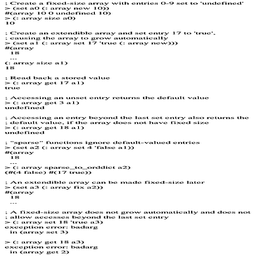 ; Create a fixed-size array with entries 0-9 set to 'undefined'
> (set a0 (: array new 10))
#(array 10 0 undefined 10)
> (: array size a0)
10

; Create an extendible array and set entry 17 to 'true',
; causing the array to grow automatically
> (set a1 (: array set 17 'true (: array new)))
#(array
18
...
(: array size a1)
18

; Read back a stored value
> (: array get 17 a1)
true

; Accessing an unset entry returns the default value
> (: array get 3 a1)
undefined

; Accessing an entry beyond the last set entry also returns the
; default value, if the array does not have fixed size
> (: array get 18 a1)
undefined

; "sparse" functions ignore default-valued entries
> (set a2 (: array set 4 'false a1))
#(array
18
...
> (: array sparse_to_orddict a2)
(#(4 false) #(17 true))

; An extendible array can be made fixed-size later
> (set a3 (: array fix a2))
#(array
18
...

; A fixed-size array does not grow automatically and does not
; allow accesses beyond the last set entry
> (: array set 18 'true a3)
exception error: badarg
in (array set 3)

> (: array get 18 a3)
exception error: badarg
in (array get 2)